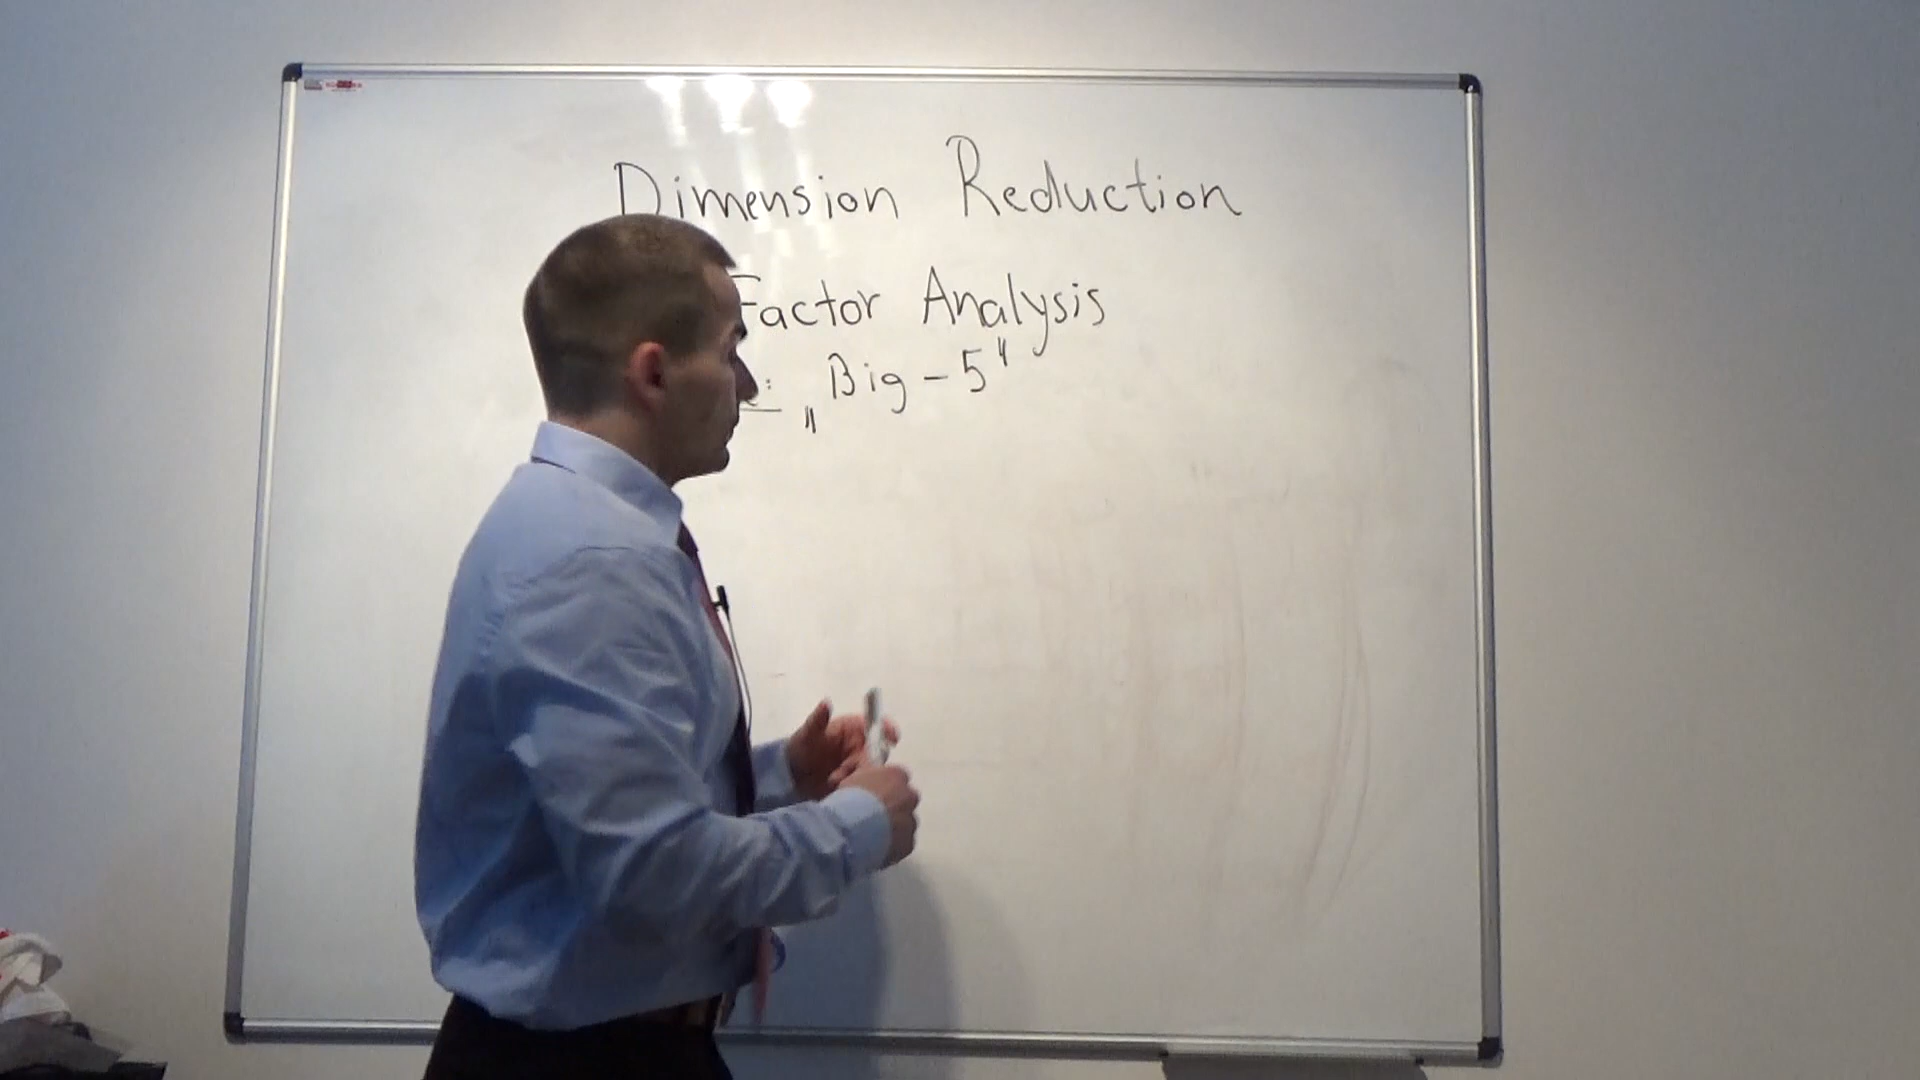 Dimension Reduction
Factor Analysis
„Big-5"